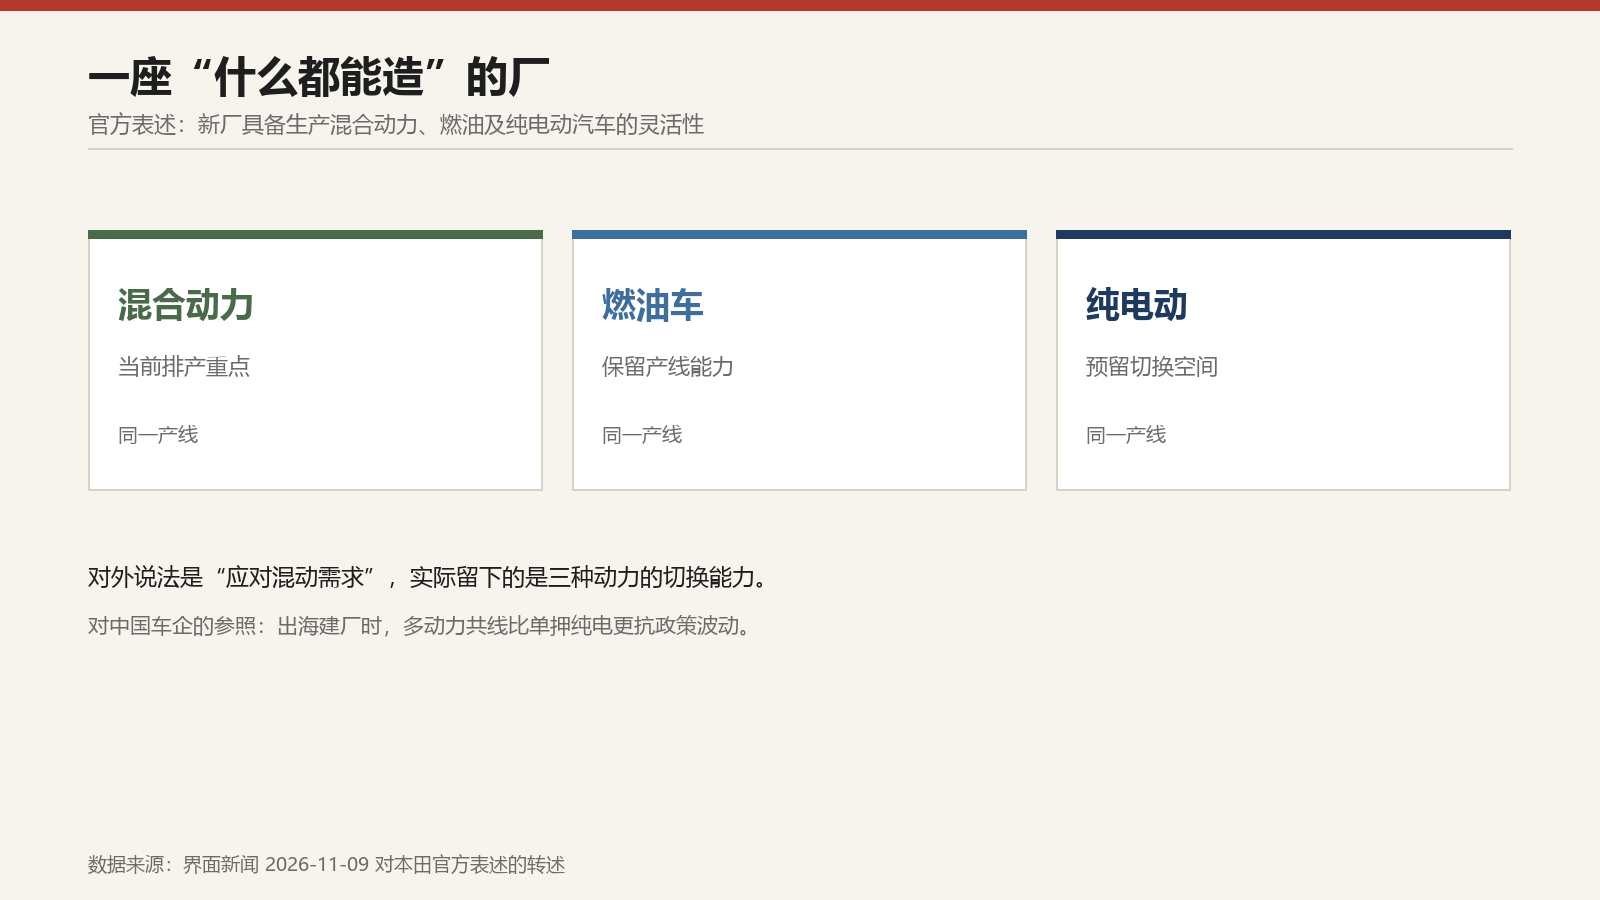 一座“什么都能造”的厂
官方表述：新厂具备生产混合动力、燃油及纯电动汽车的灵活性
混合动力
当前排产重点
同一产线
燃油车
保留产线能力
同一产线
纯电动
预留切换空间
同一产线
对外说法是“应对混动需求”，实际留下的是三种动力的切换能力。
对中国车企的参照：出海建厂时，多动力共线比单押纯电更抗政策波动。
数据来源：界面新闻 2026-11-09 对本田官方表述的转述